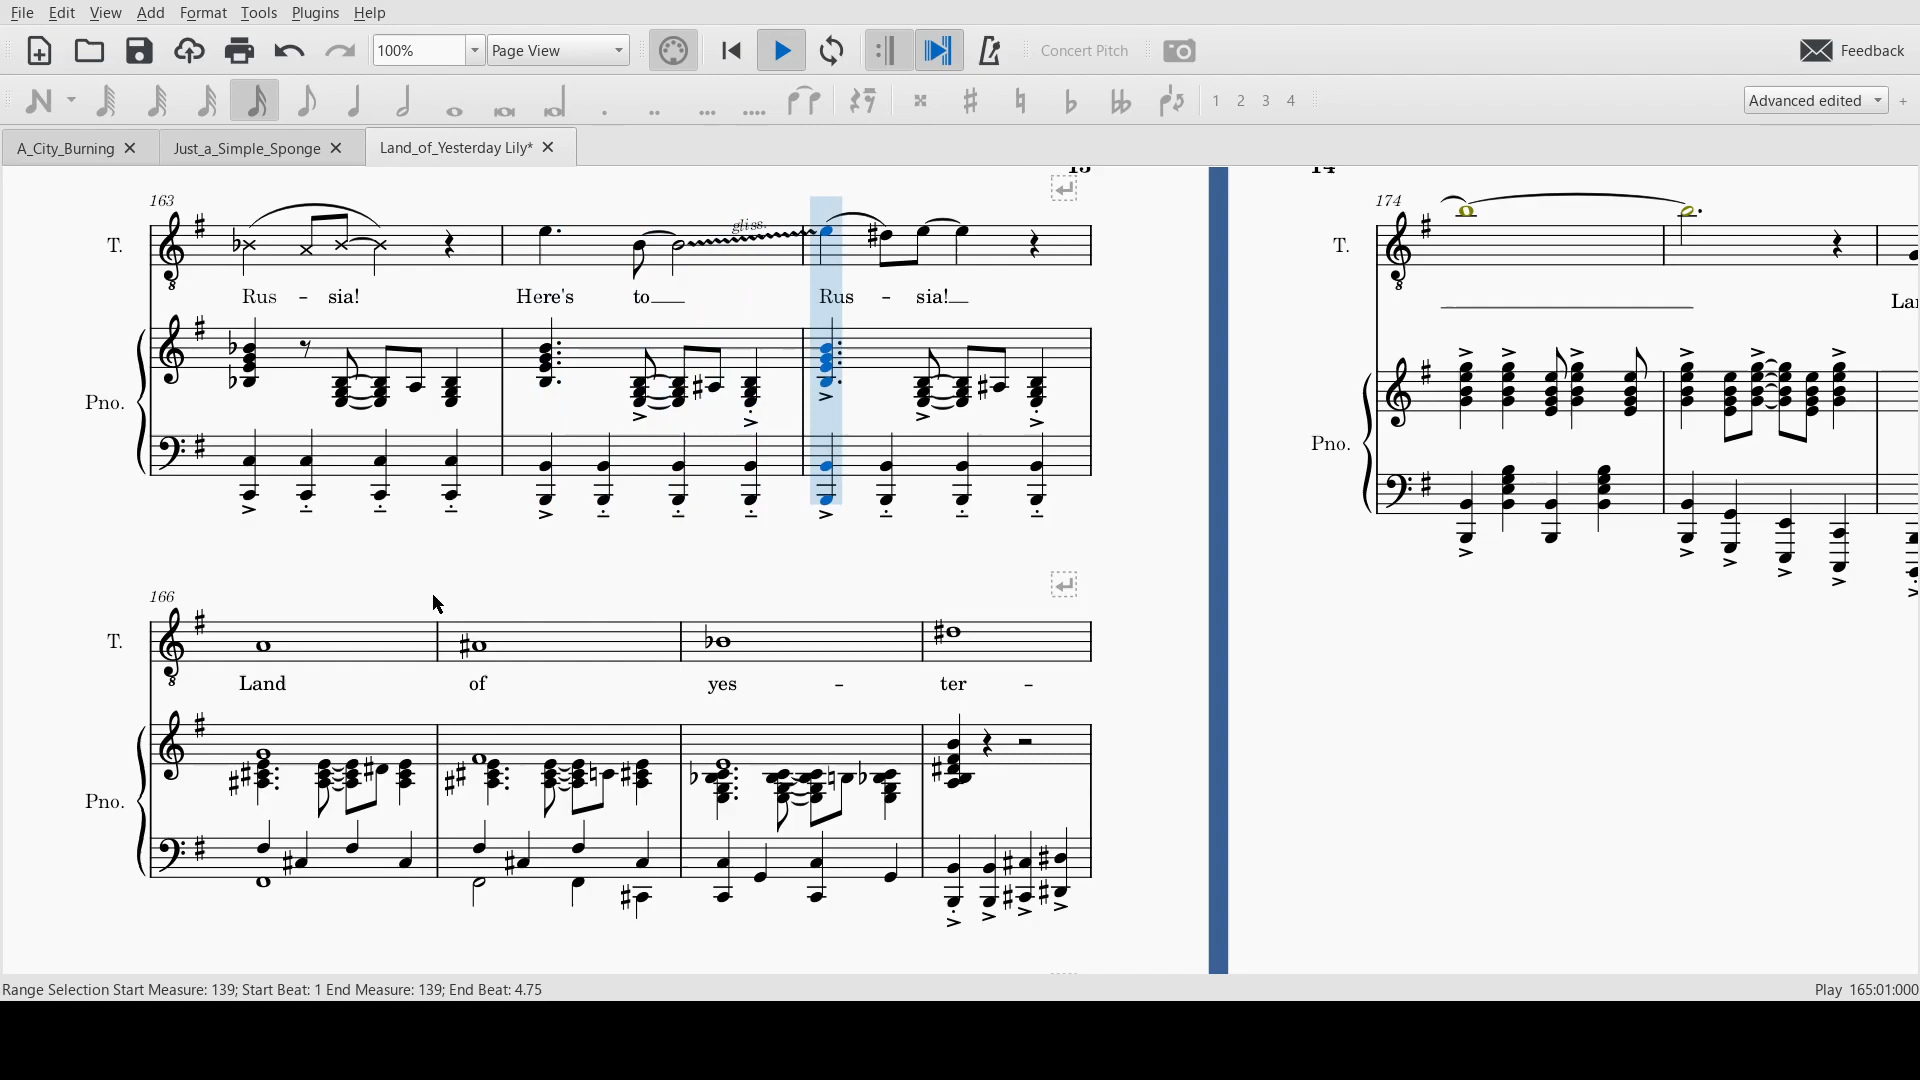 File Edit View Add Format Tools Plugins Help
100% Page View Concert Pitch Feedback
1 2 3 4 Advanced edited +
A_City_Burning Just_a_Simple_Sponge Land_of_Yesterday Lily*
163 174
gliss.
T. T.
8 8
Rus - sia! Here's to Rus - sia!
Pno. Pno.
166
T.
8
Land of yes - ter -
Pno.
Range Selection Start Measure: 139; Start Beat: 1 End Measure: 139; End Beat: 4.75 Play 165:01:000